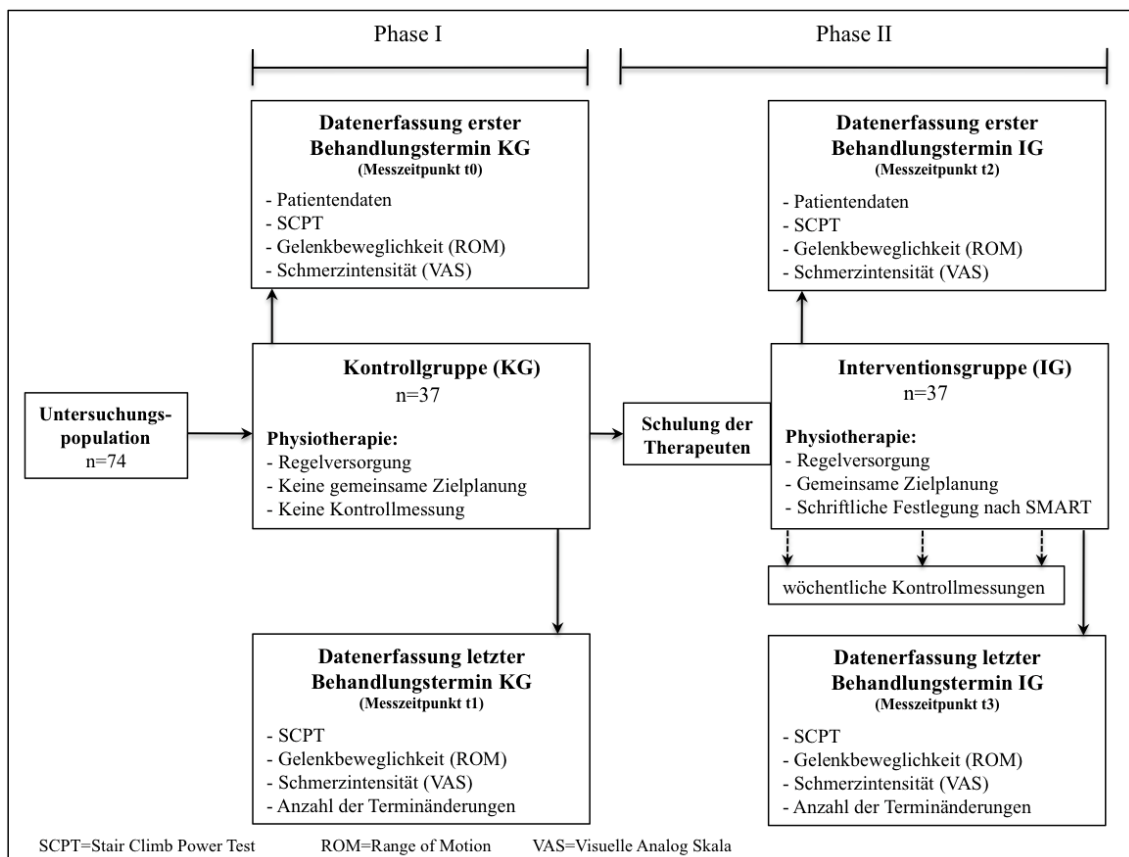 Phase I
Phase II
Datenerfassung erster
Behandlungstermin KG
(Messzeitpunkt t0)
- Patientendaten
- SCPT
- Gelenkbeweglichkeit (ROM)
- Schmerzintensität (VAS)
Datenerfassung erster
Behandlungstermin IG
(Messzeitpunkt t2)
- Patientendaten
- SCPT
- Gelenkbeweglichkeit (ROM)
- Schmerzintensität (VAS)
Untersuchungs-
population
n=74
Kontrollgruppe (KG)
n=37
Physiotherapie:
- Regelversorgung
- Keine gemeinsame Zielplanung
- Keine Kontrollmessung
Schulung der
Therapeuten
Interventionsgruppe (IG)
n=37
Physiotherapie:
- Regelversorgung
- Gemeinsame Zielplanung
- Schriftliche Festlegung nach SMART
wöchentliche Kontrollmessungen
Datenerfassung letzter
Behandlungstermin KG
(Messzeitpunkt t1)
- SCPT
- Gelenkbeweglichkeit (ROM)
- Schmerzintensität (VAS)
- Anzahl der Terminänderungen
Datenerfassung letzter
Behandlungstermin IG
(Messzeitpunkt t3)
- SCPT
- Gelenkbeweglichkeit (ROM)
- Schmerzintensität (VAS)
- Anzahl der Terminänderungen
SCPT=Stair Climb Power Test ROM=Range of Motion VAS=Visuelle Analog Skala